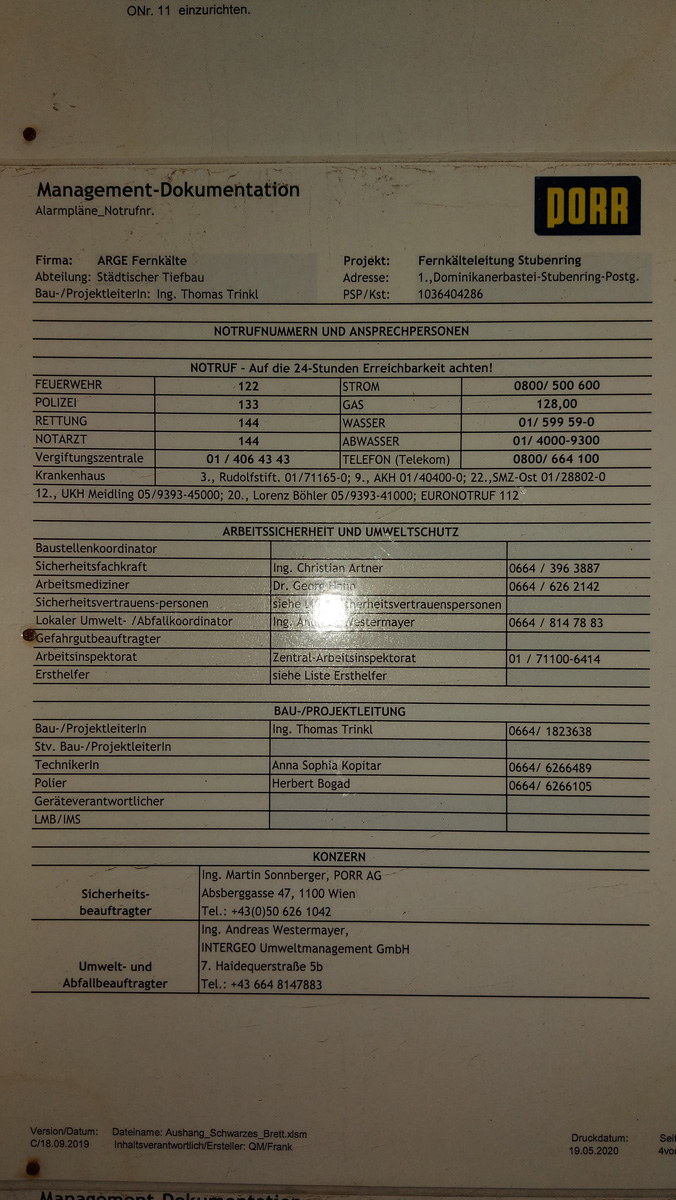 ONr. 11 einzurichten.
Management-Dokumentation
Alarmpläne_Notrufnr.
PORR
Firma: ARGE Fernkälte Projekt: Fernkälteleitung Stubenring
Abteilung: Städtischer Tiefbau Adresse: 1.,Dominikanerbastei-Stubenring-Postg.
Bau-/ProjektleiterIn: Ing. Thomas Trinkl PSP/Kst: 1036404286
NOTRUFNUMMERN UND ANSPRECHPERSONEN
NOTRUF - Auf die 24-Stunden Erreichbarkeit achten!
FEUERWEHR 122 STROM 0800/ 500 600
POLIZEI 133 GAS 128,00
RETTUNG 144 WASSER 01/ 599 59-0
NOTARZT 144 ABWASSER 01/ 4000-9300
Vergiftungszentrale 01 / 406 43 43 TELEFON (Telekom) 0800/ 664 100
Krankenhaus 3., Rudolfstift. 01/71165-0; 9., AKH 01/40400-0; 22.,SMZ-Ost 01/28802-0
12., UKH Meidling 05/9393-45000; 20., Lorenz Böhler 05/9393-41000; EURONOTRUF 112
ARBEITSSICHERHEIT UND UMWELTSCHUTZ
Baustellenkoordinator
Sicherheitsfachkraft Ing. Christian Artner 0664 / 396 3887
Arbeitsmediziner Dr. Georg 0664 / 626 2142
Sicherheitsvertrauens-personen siehe Sicherheitsvertrauenspersonen
Lokaler Umwelt- /Abfallkoordinator Ing. Andreas Westermayer 0664 / 814 78 83
Gefahrgutbeauftragter
Arbeitsinspektorat Zentral-Arbeitsinspektorat 01 / 71100-6414
Ersthelfer siehe Liste Ersthelfer
BAU-/PROJEKTLEITUNG
Bau-/ProjektleiterIn Ing. Thomas Trinkl 0664/ 1823638
Stv. Bau-/ProjektleiterIn
TechnikerIn Anna Sophia Kopitar 0664/ 6266489
Polier Herbert Bogad 0664/ 6266105
Geräteverantwortlicher
LMB/IMS
KONZERN
Ing. Martin Sonnberger, PORR AG
Sicherheits- Absberggasse 47, 1100 Wien
beauftragter Tel.: +43(0)50 626 1042
Ing. Andreas Westermayer,
INTERGEO Umweltmanagement GmbH
Umwelt- und 7. Haidequerstraße 5b
Abfallbeauftragter Tel.: +43 664 8147883
Version/Datum: Dateiname: Aushang_Schwarzes_Brett.xlsm Druckdatum: Seit
C/18.09.2019 Inhaltsverantwortlich/Ersteller: QM/Frank 19.05.2020 4vo
Management-Dokumentation